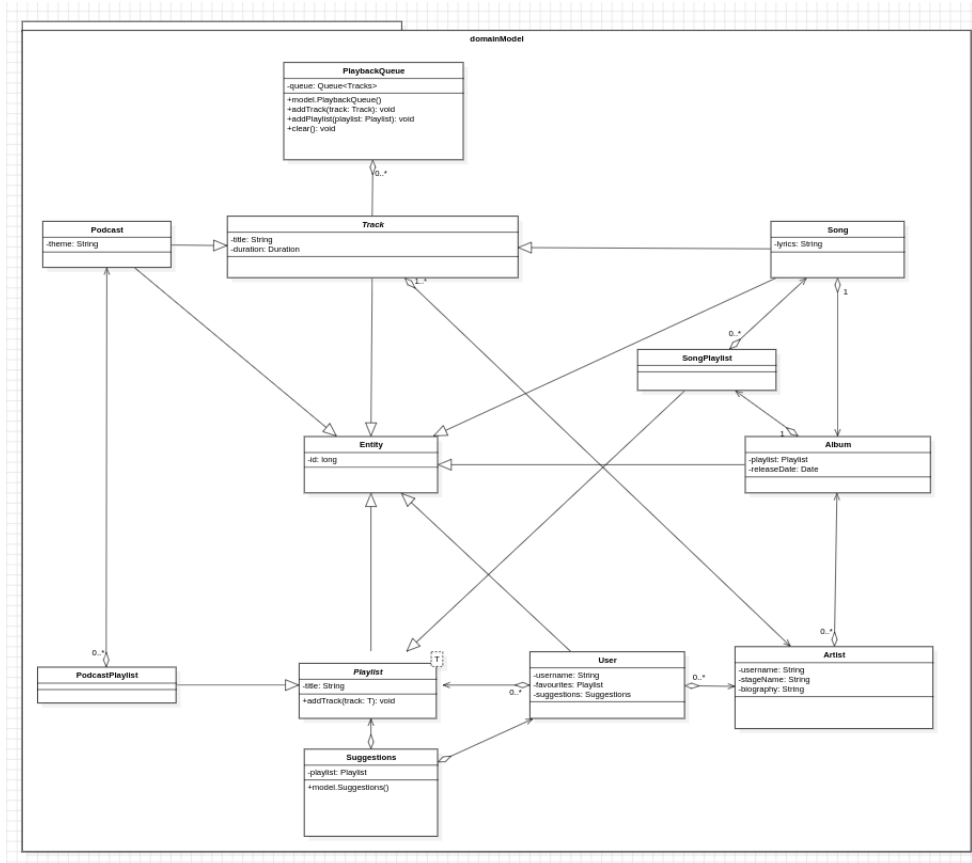 domainModel
PlaybackQueue
-queue: Queue<Tracks>
+model.PlaybackQueue()
+addTrack(track: Track): void
+addPlaylist(playlist: Playlist): void
+clear(): void
0..*
Podcast
-theme: String
Track
-title: String
-duration: Duration
1..*
Song
-lyrics: String
1
0..*
SongPlaylist
1
Entity
-id: long
Album
-playlist: Playlist
-releaseDate: Date
0..*
0..*
PodcastPlaylist
T
Playlist
-title: String
+addTrack(track: T): void
0..*
User
-username: String
-favourites: Playlist
-suggestions: Suggestions
0..*
Artist
-username: String
-stageName: String
-biography: String
Suggestions
-playlist: Playlist
+model.Suggestions()